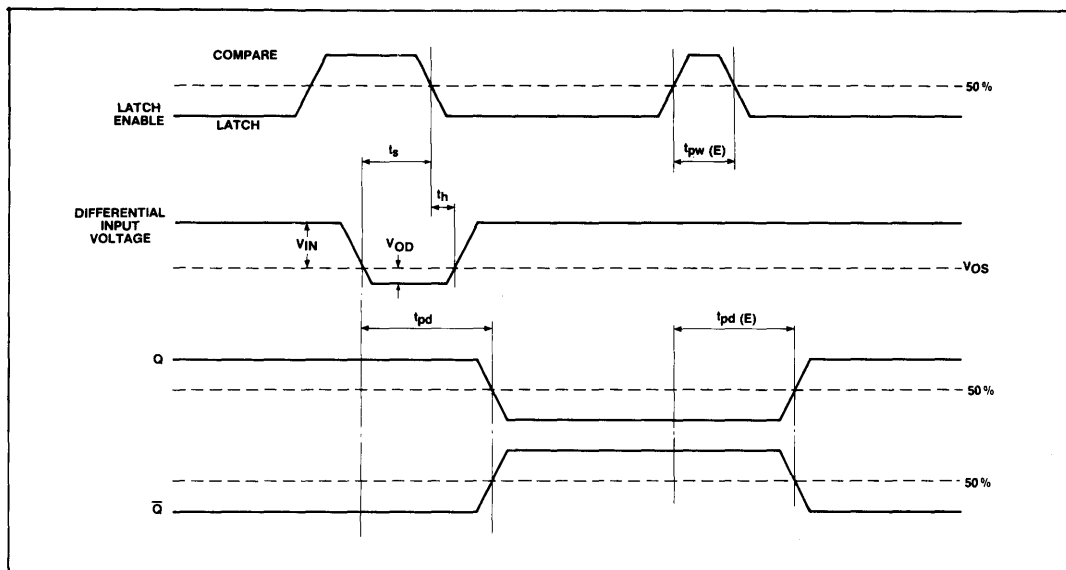 COMPARE
50%
LATCH
ENABLE
LATCH
ts
tpw (E)
th
DIFFERENTIAL
INPUT
VOLTAGE
VIN
VOD
VOS
tpd
tpd (E)
Q
50%
50%
Q̅